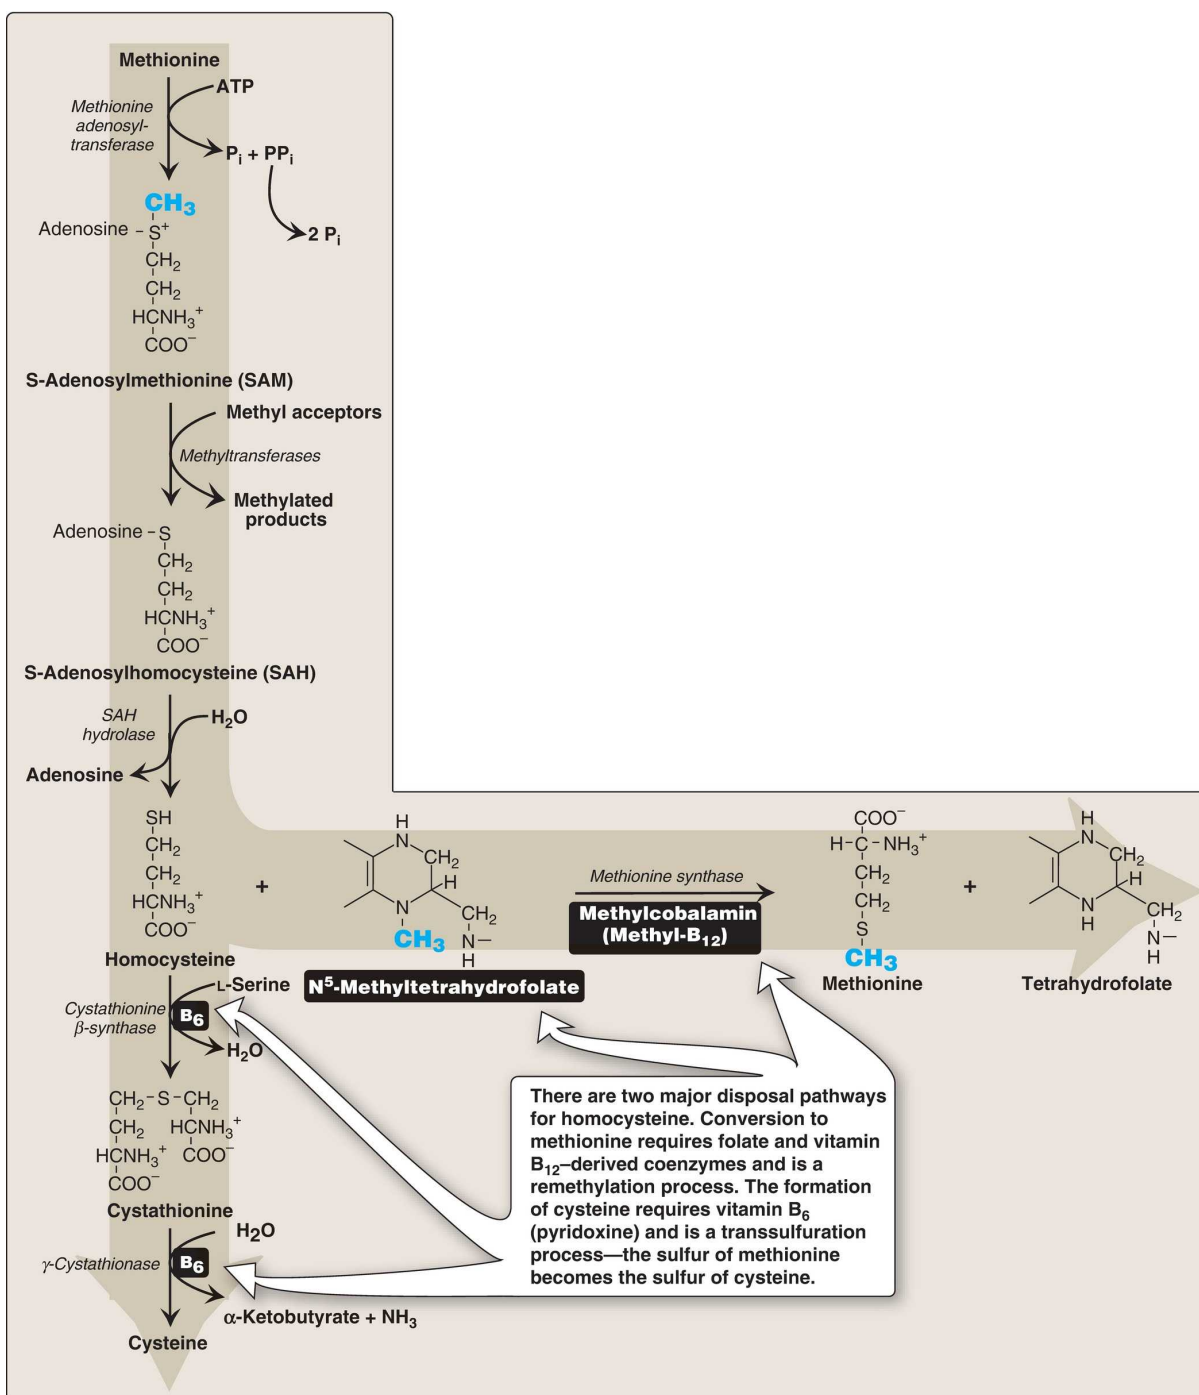 Methionine
ATP
Methionine
adenosyl-
transferase
Pi + PPi
2 Pi
CH3
Adenosine – S+
CH2
CH2
HCNH3+
COO−
S-Adenosylmethionine (SAM)
Methyl acceptors
Methyltransferases
Methylated
products
Adenosine – S
CH2
CH2
HCNH3+
COO−
S-Adenosylhomocysteine (SAH)
SAH
hydrolase
H2O
Adenosine
SH
CH2
CH2
HCNH3+
COO−
Homocysteine
+
H
N
CH2
H
N
CH2
CH3
N–
H
N5-Methyltetrahydrofolate
Methionine synthase
Methylcobalamin
(Methyl-B12)
COO−
H–C–NH3+
CH2
CH2
S
CH3
Methionine
+
H
N
CH2
H
N
H
CH2
N–
H
Tetrahydrofolate
L-Serine
Cystathionine
β-synthase
B6
H2O
CH2–S–CH2
CH2 HCNH3+
HCNH3+ COO−
COO−
Cystathionine
H2O
γ-Cystathionase
B6
α-Ketobutyrate + NH3
Cysteine
There are two major disposal pathways
for homocysteine. Conversion to
methionine requires folate and vitamin
B12–derived coenzymes and is a
remethylation process. The formation
of cysteine requires vitamin B6
(pyridoxine) and is a transsulfuration
process—the sulfur of methionine
becomes the sulfur of cysteine.